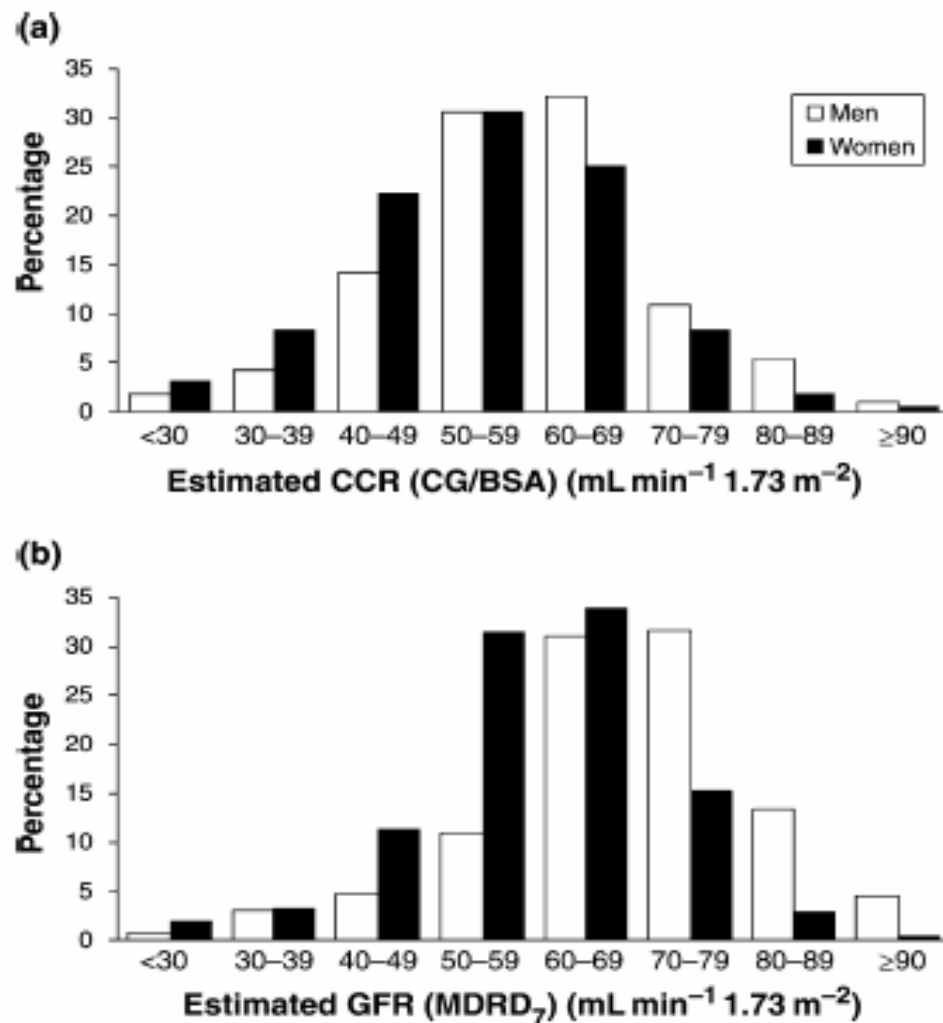 (a)
35
30
25
20
15
10
5
0
Percentage
Men
Women
<30 30–39 40–49 50–59 60–69 70–79 80–89 ≥90
Estimated CCR (CG/BSA) (mL min⁻¹ 1.73 m⁻²)
(b)
35
30
25
20
15
10
5
0
Percentage
<30 30–39 40–49 50–59 60–69 70–79 80–89 ≥90
Estimated GFR (MDRD₇) (mL min⁻¹ 1.73 m⁻²)